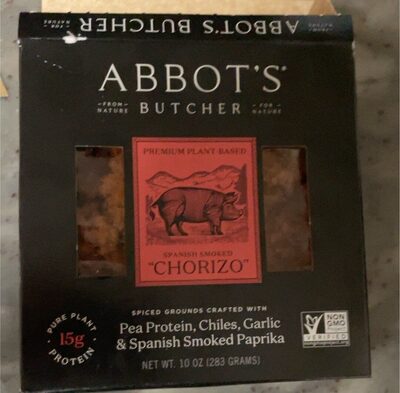 ABBOT'S BUTCHER
ABBOT'S®
–FROM– NATURE BUTCHER –FOR– NATURE
PREMIUM PLANT-BASED
SPANISH SMOKED
"CHORIZO"
SPICED GROUNDS CRAFTED WITH
Pea Protein, Chiles, Garlic
& Spanish Smoked Paprika
PURE PLANT
15g
PROTEIN
NON
GMO
VERIFIED
NET WT. 10 OZ (283 GRAMS)